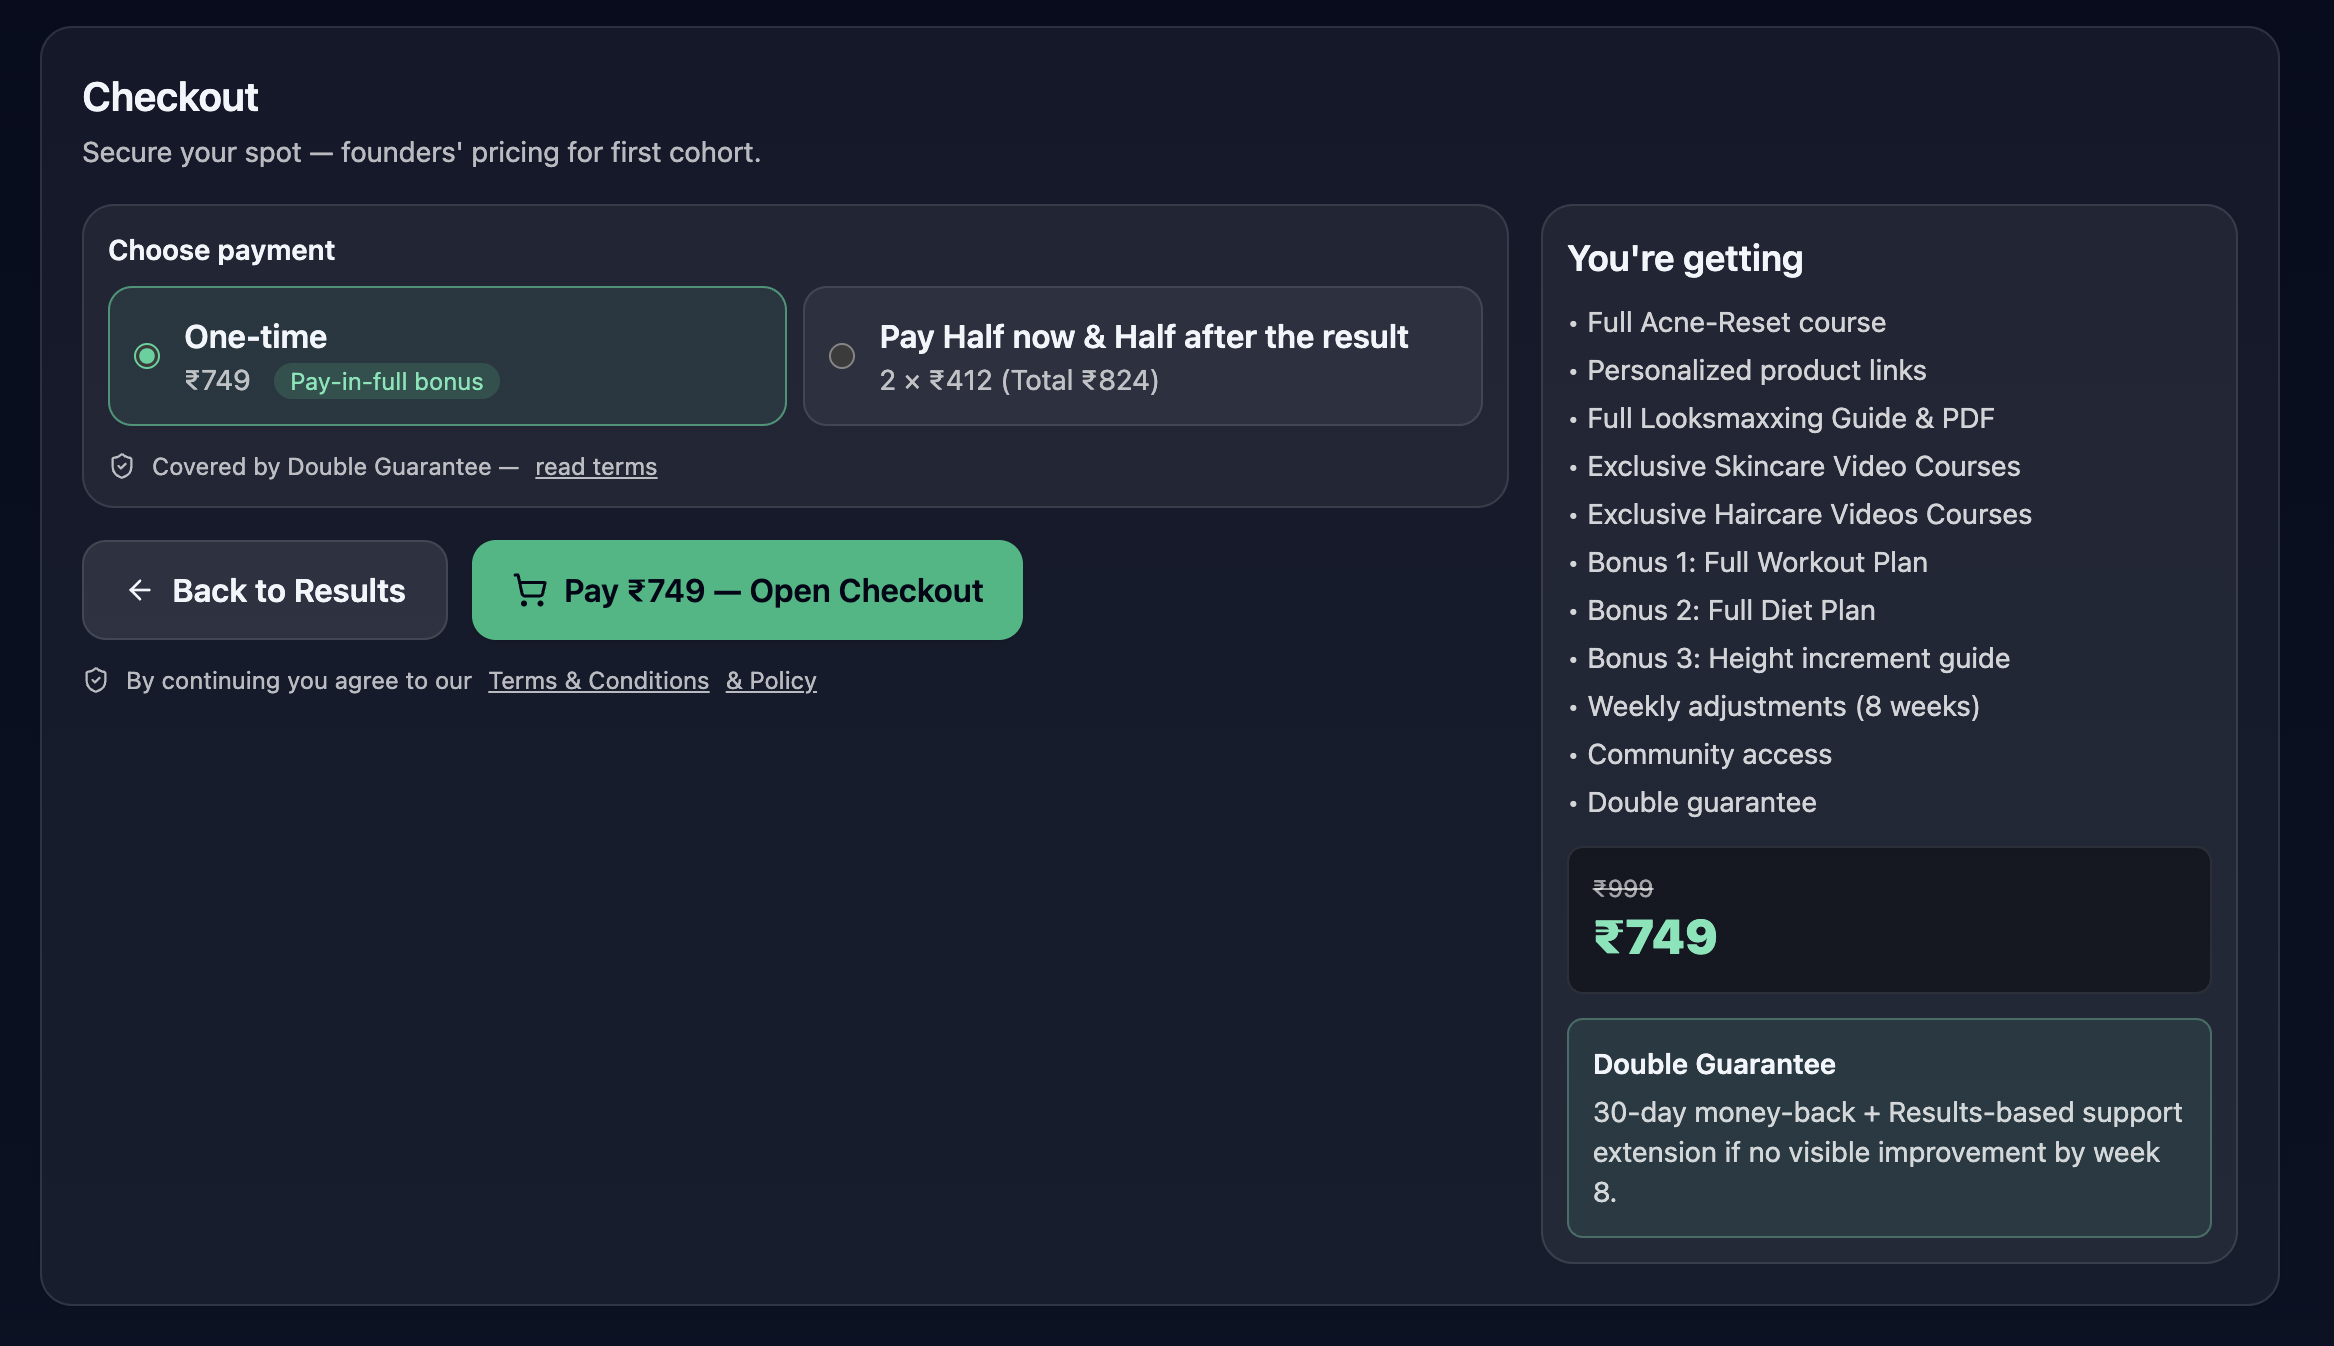 Checkout
Secure your spot — founders' pricing for first cohort.
Choose payment
One-time
₹749 Pay-in-full bonus
Pay Half now & Half after the result
2 × ₹412 (Total ₹824)
Covered by Double Guarantee — read terms
Back to Results
Pay ₹749 — Open Checkout
By continuing you agree to our Terms & Conditions & Policy
You're getting
• Full Acne-Reset course
• Personalized product links
• Full Looksmaxxing Guide & PDF
• Exclusive Skincare Video Courses
• Exclusive Haircare Videos Courses
• Bonus 1: Full Workout Plan
• Bonus 2: Full Diet Plan
• Bonus 3: Height increment guide
• Weekly adjustments (8 weeks)
• Community access
• Double guarantee
₹999
₹749
Double Guarantee
30-day money-back + Results-based support
extension if no visible improvement by week
8.